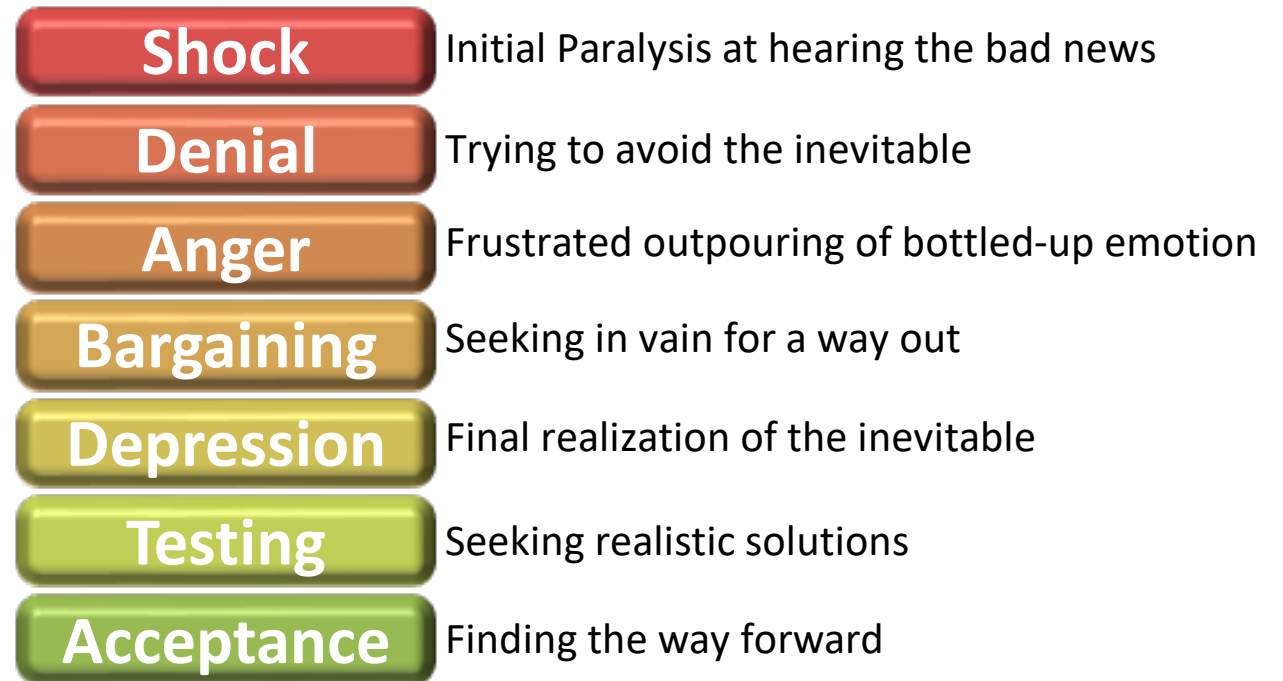 Shock Initial Paralysis at hearing the bad news
Denial Trying to avoid the inevitable
Anger Frustrated outpouring of bottled-up emotion
Bargaining Seeking in vain for a way out
Depression Final realization of the inevitable
Testing Seeking realistic solutions
Acceptance Finding the way forward